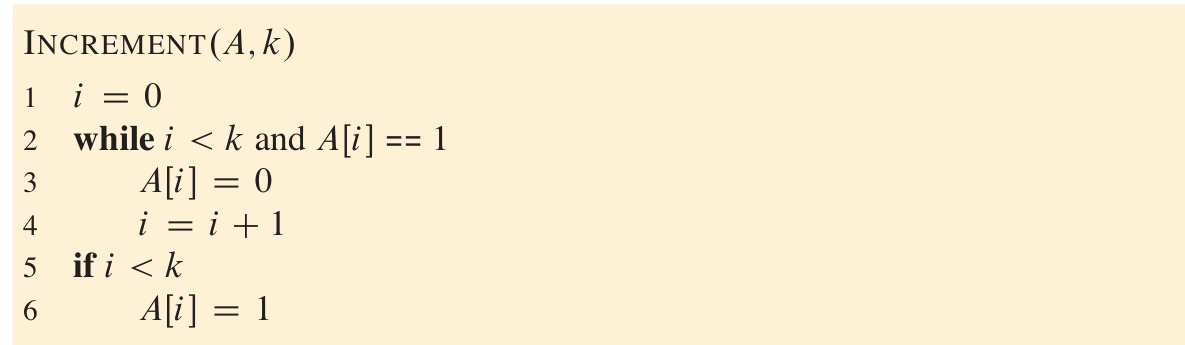 INCREMENT(A, k)
1 i = 0
2 while i < k and A[i] == 1
3 A[i] = 0
4 i = i + 1
5 if i < k
6 A[i] = 1